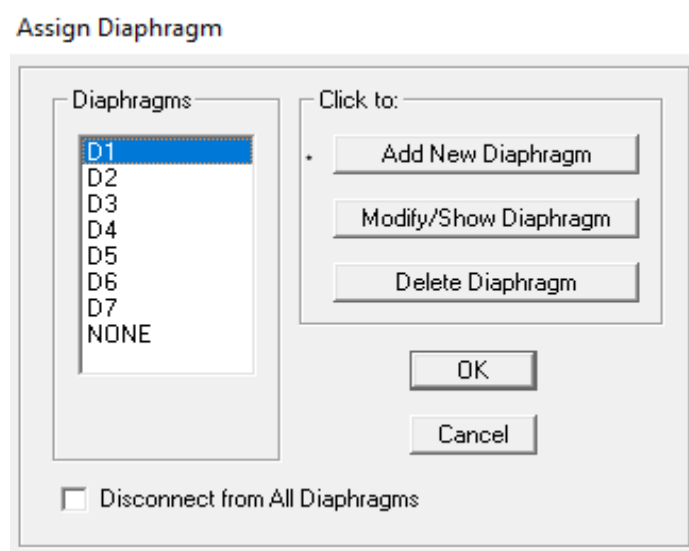 Assign Diaphragm
Diaphragms
D1
D2
D3
D4
D5
D6
D7
NONE
Click to:
Add New Diaphragm
Modify/Show Diaphragm
Delete Diaphragm
OK
Cancel
Disconnect from All Diaphragms